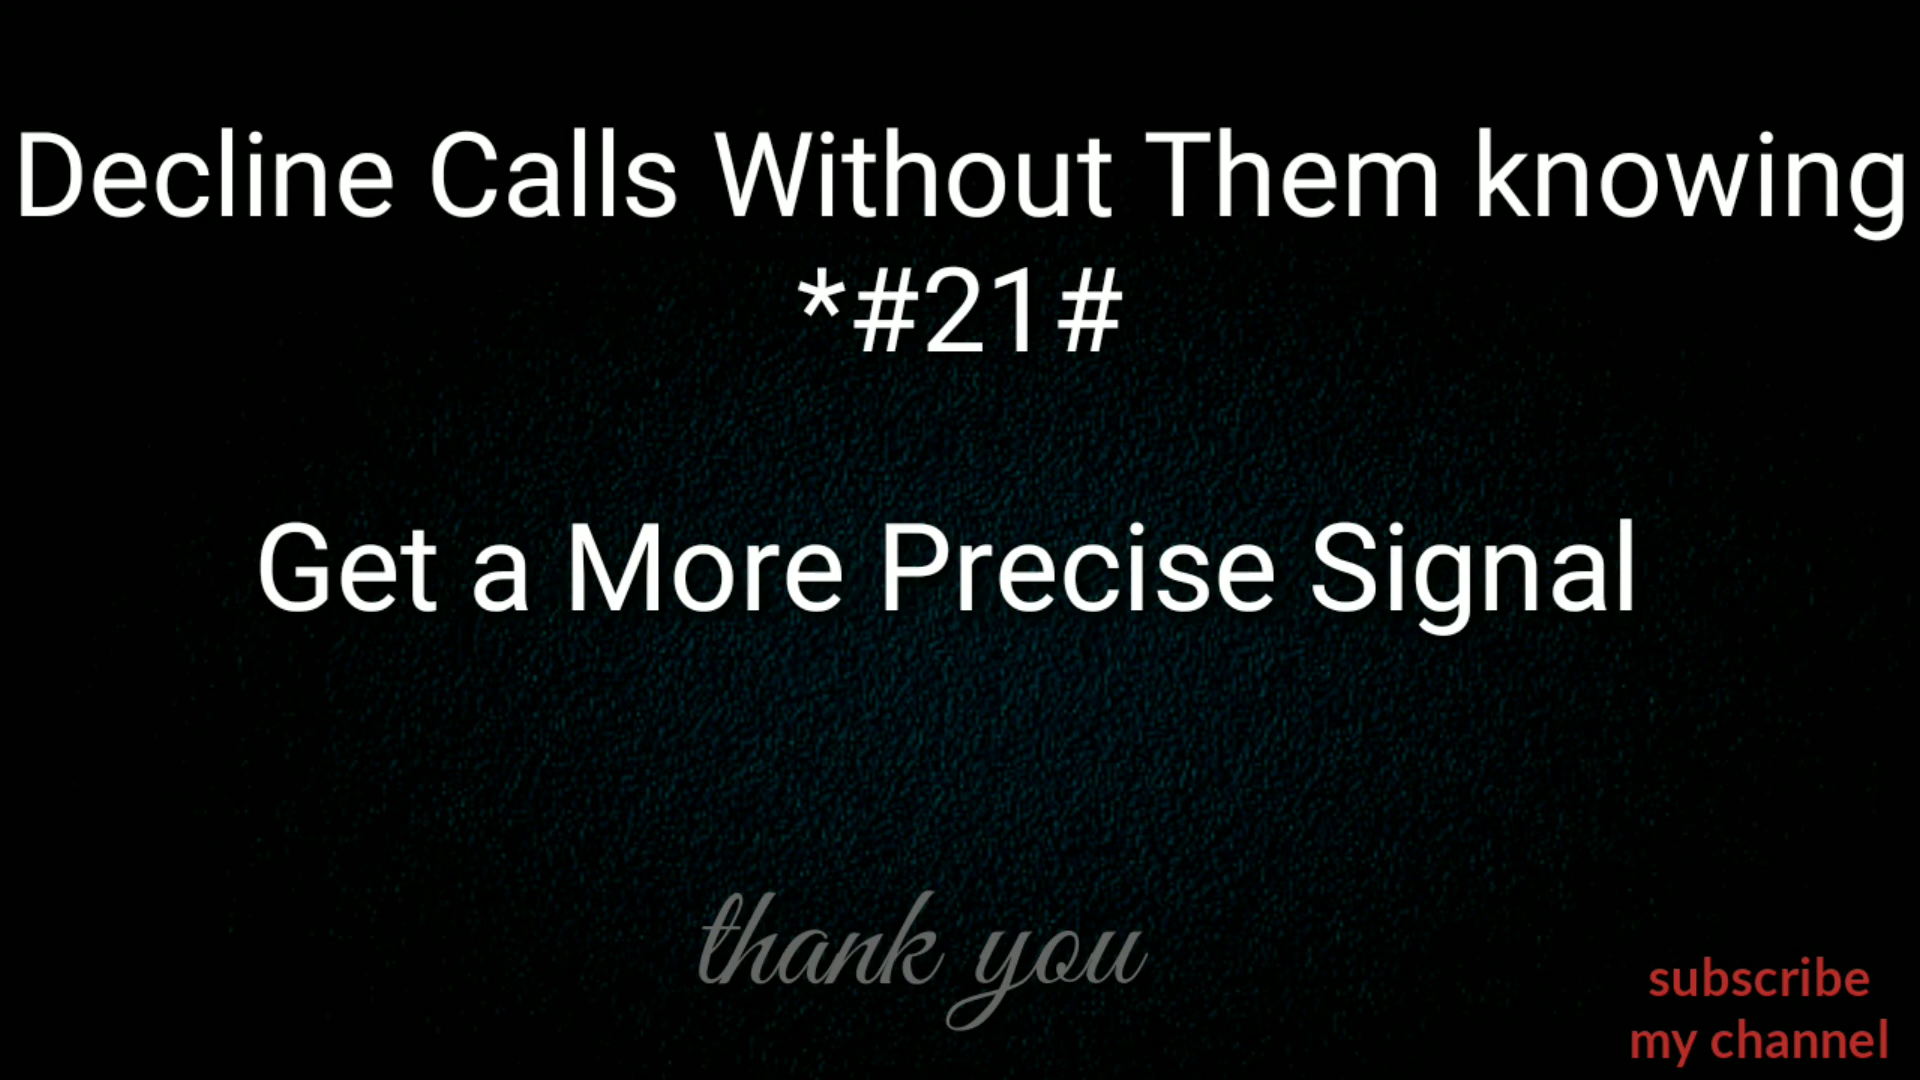 Decline Calls Without Them knowing
*#21#
Get a More Precise Signal
thank you
subscribe
my channel